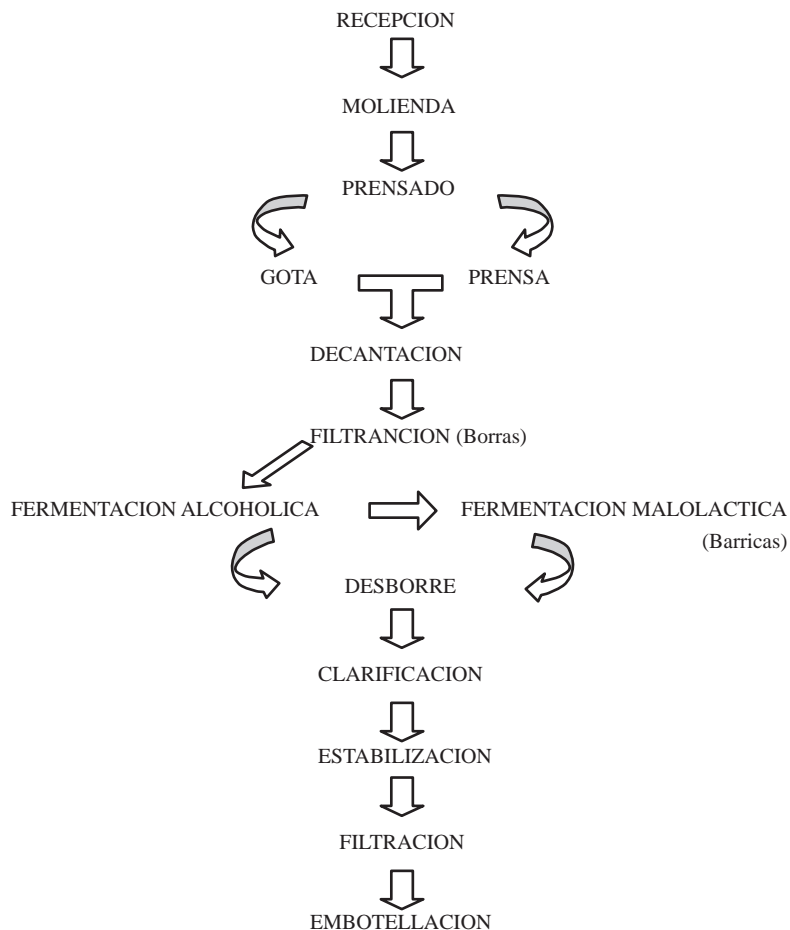 RECEPCION
MOLIENDA
PRENSADO
GOTA
PRENSA
DECANTACION
FILTRANCION (Borras)
FERMENTACION ALCOHOLICA
FERMENTACION MALOLACTICA
(Barricas)
DESBORRE
CLARIFICACION
ESTABILIZACION
FILTRACION
EMBOTELLACION